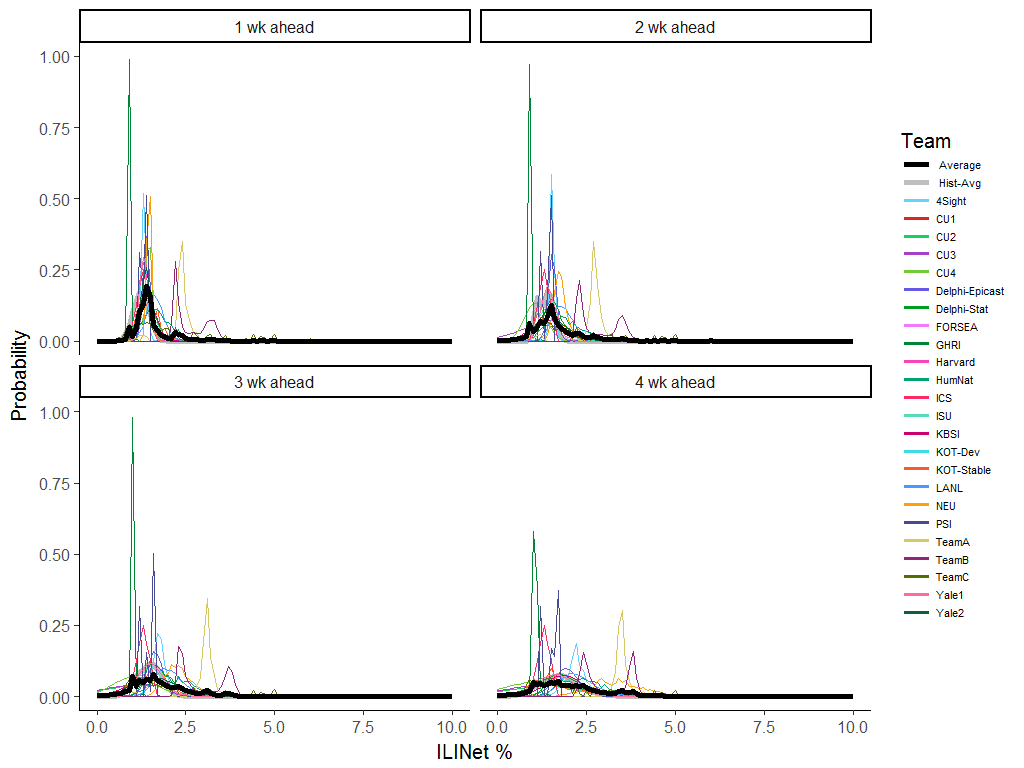 1 wk ahead
2 wk ahead
1.00
0.75
0.50
0.25
0.00
3 wk ahead
4 wk ahead
1.00
0.75
0.50
0.25
0.00
0.0
2.5
5.0
7.5
10.0
0.0
2.5
5.0
7.5
10.0
ILINet %
Probability
Team
Average
Hist-Avg
4Sight
CU1
CU2
CU3
CU4
Delphi-Epicast
Delphi-Stat
FORSEA
GHRI
Harvard
HumNat
ICS
ISU
KBSI
KOT-Dev
KOT-Stable
LANL
NEU
PSI
TeamA
TeamB
TeamC
Yale1
Yale2